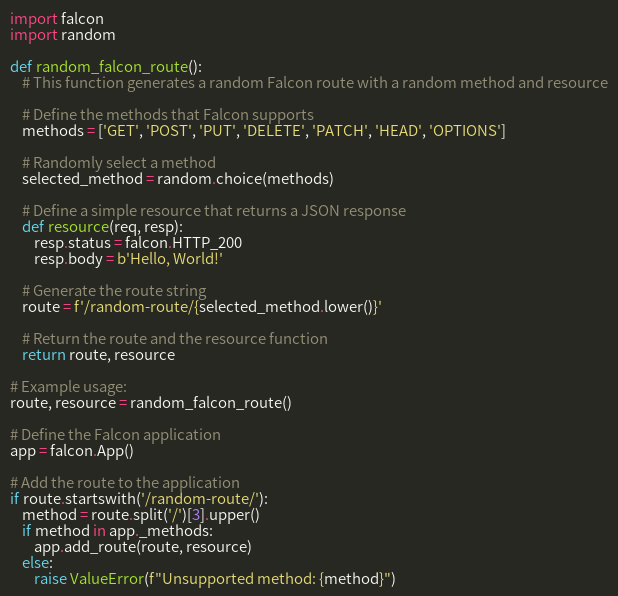 import falcon
import random

def random_falcon_route():
    # This function generates a random Falcon route with a random method and resource

    # Define the methods that Falcon supports
    methods = ['GET', 'POST', 'PUT', 'DELETE', 'PATCH', 'HEAD', 'OPTIONS']

    # Randomly select a method
    selected_method = random.choice(methods)

    # Define a simple resource that returns a JSON response
    def resource(req, resp):
        resp.status = falcon.HTTP_200
        resp.body = b'Hello, World!'

    # Generate the route string
    route = f'/random-route/{selected_method.lower()}'

    # Return the route and the resource function
    return route, resource

# Example usage:
route, resource = random_falcon_route()

# Define the Falcon application
app = falcon.App()

# Add the route to the application
if route.startswith('/random-route/'):
    method = route.split('/')[3].upper()
    if method in app._methods:
        app.add_route(route, resource)
    else:
        raise ValueError(f"Unsupported method: {method}")